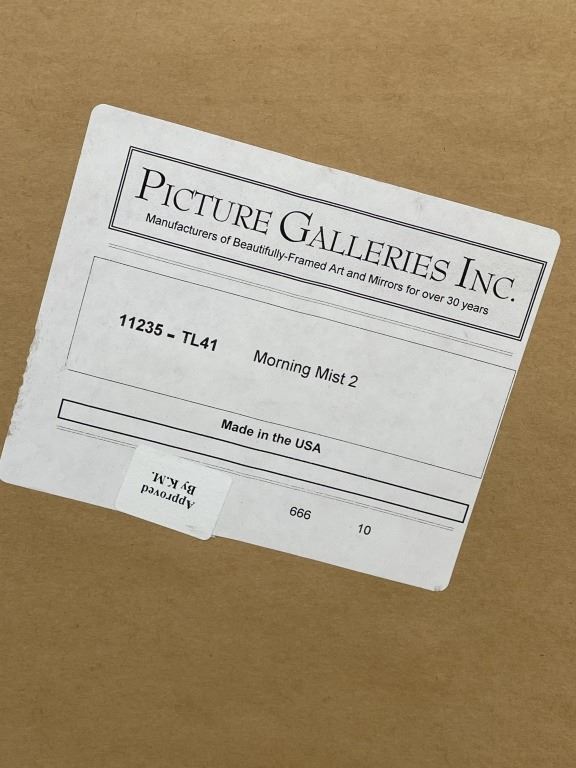 PICTURE GALLERIES INC.
Manufacturers of Beautifully-Framed Art and Mirrors for over 30 years
11235 - TL41 Morning Mist 2
Made in the USA
Approved
By K.M.
666 10